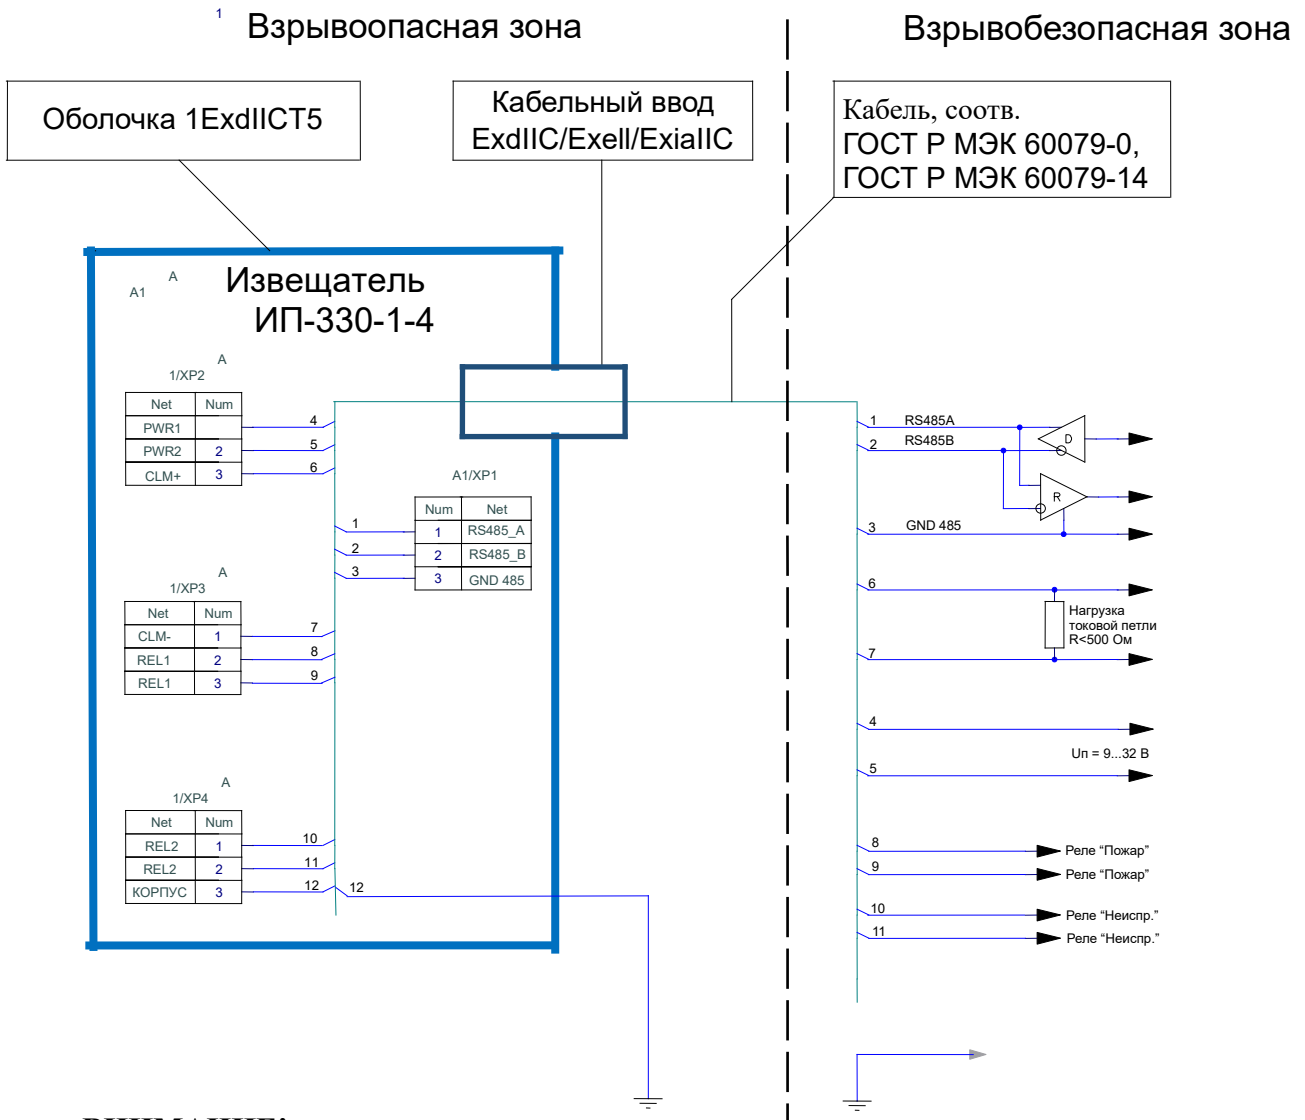 1
Взрывоопасная зона
Взрывобезопасная зона
Оболочка 1ExdIICT5
Кабельный ввод
ExdIIC/Exell/ExiaIIC
Кабель, соотв.
ГОСТ Р МЭК 60079-0,
ГОСТ Р МЭК 60079-14
A1
A
Извещатель
ИП-330-1-4
A
1/XP2
Net Num
PWR1
PWR2 2
CLM+ 3
4
5
6
A1/XP1
Num Net
1 RS485_A
2 RS485_B
3 GND 485
1
2
3
A
1/XP3
Net Num
CLM- 1
REL1 2
REL1 3
7
8
9
A
1/XP4
Net Num
REL2 1
REL2 2
КОРПУС 3
10
11
12
12
1 RS485A
2 RS485B
D
R
3 GND 485
6
Нагрузка
токовой петли
R<500 Ом
7
4
Uп = 9...32 В
5
8 Реле "Пожар"
9 Реле "Пожар"
10 Реле "Неиспр."
11 Реле "Неиспр."